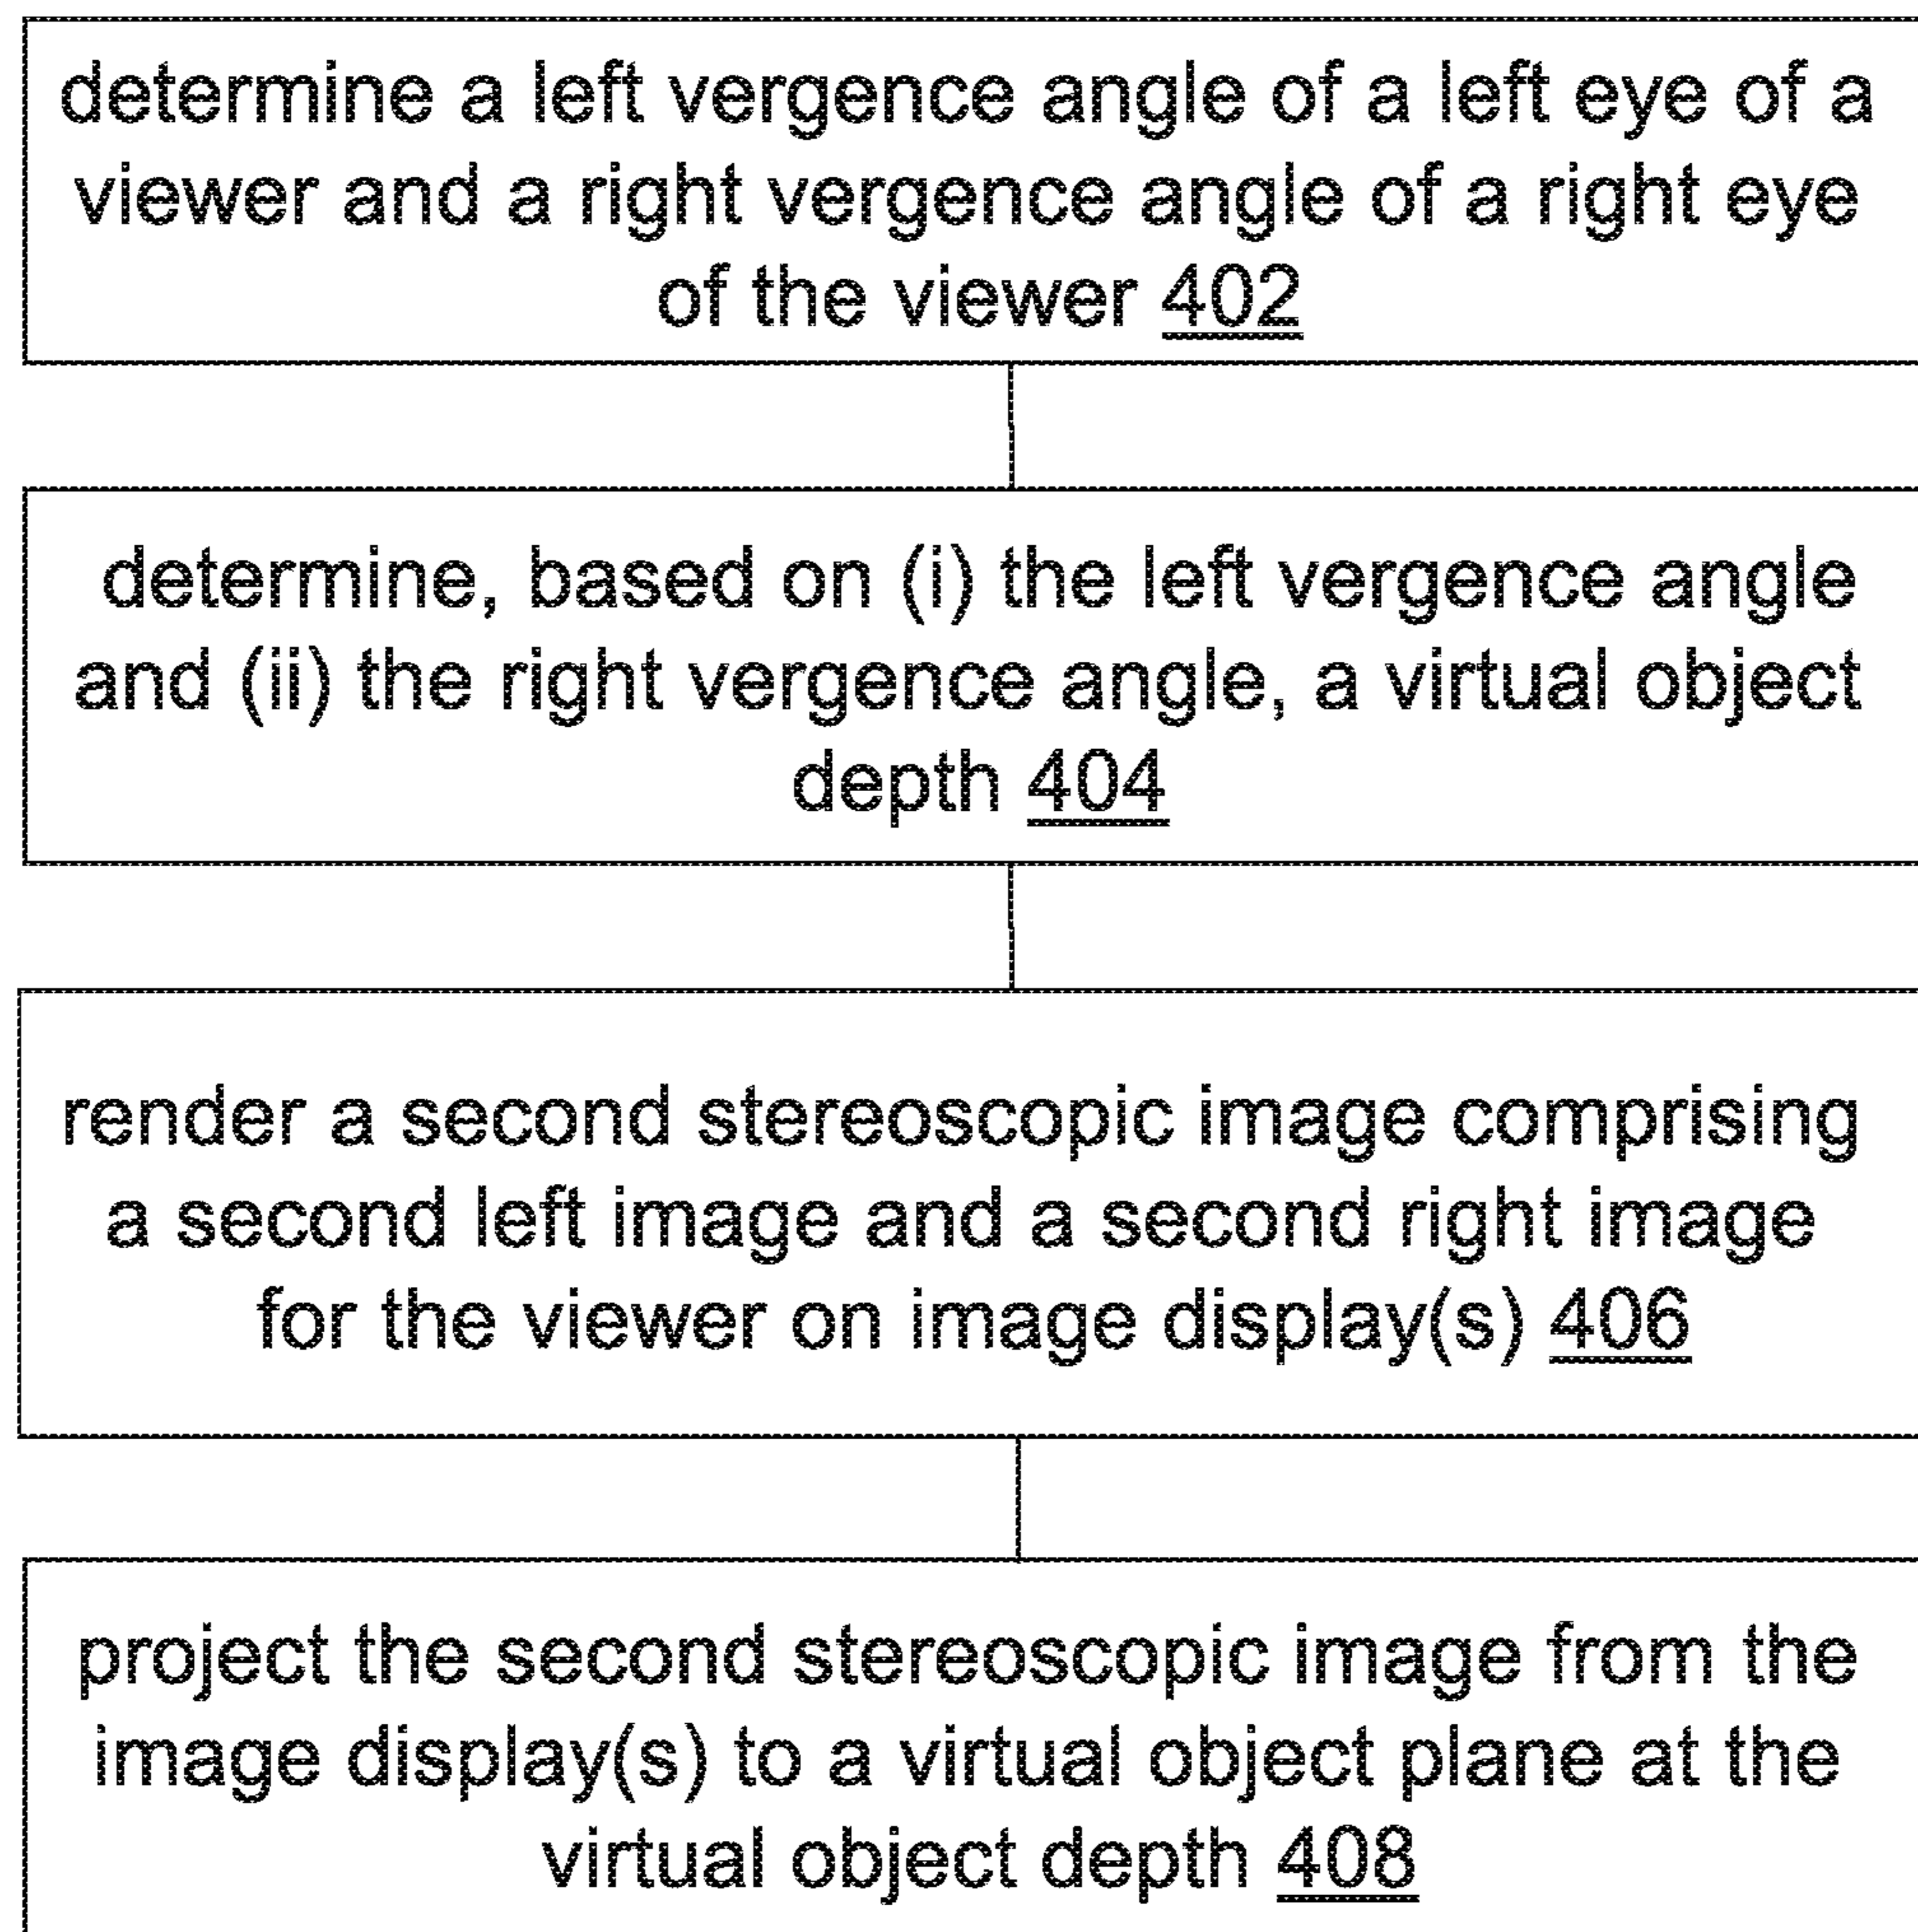 determine a left vergence angle of a left eye of a
viewer and a right vergence angle of a right eye
of the viewer 402
determine, based on (i) the left vergence angle
and (ii) the right vergence angle, a virtual object
depth 404
render a second stereoscopic image comprising
a second left image and a second right image
for the viewer on image display(s) 406
project the second stereoscopic image from the
image display(s) to a virtual object plane at the
virtual object depth 408